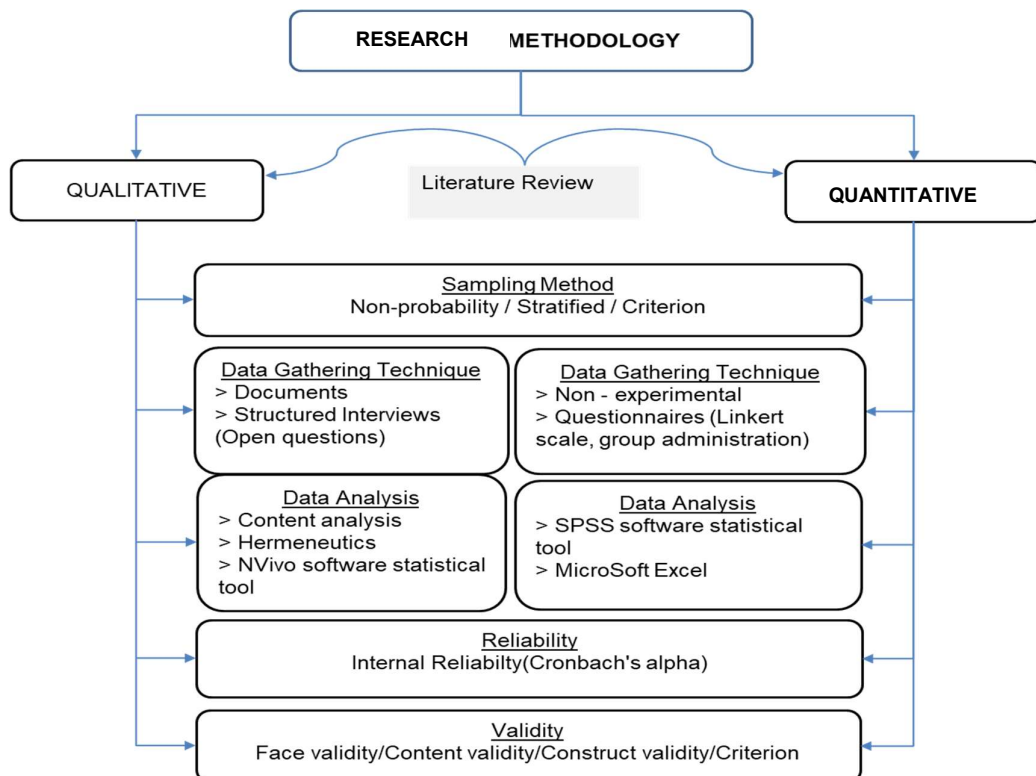 RESEARCH METHODOLOGY
QUALITATIVE
Literature Review
QUANTITATIVE
Sampling Method
Non-probability / Stratified / Criterion
Data Gathering Technique
> Documents
> Structured Interviews
(Open questions)
Data Gathering Technique
> Non - experimental
> Questionnaires (Linkert
scale, group administration)
Data Analysis
> Content analysis
> Hermeneutics
> NVivo software statistical
tool
Data Analysis
> SPSS software statistical
tool
> MicroSoft Excel
Reliability
Internal Reliabilty(Cronbach's alpha)
Validity
Face validity/Content validity/Construct validity/Criterion